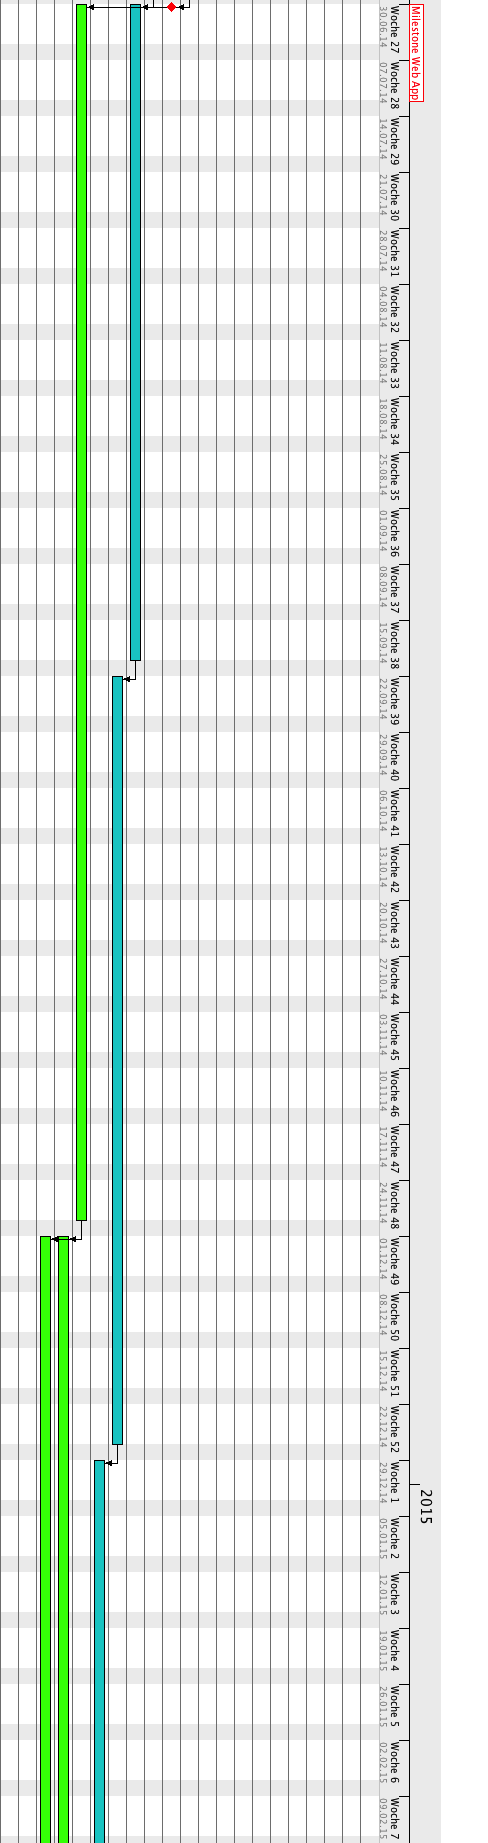 Milestone Web App
2015
Woche 27
30.06.14
Woche 28
07.07.14
Woche 29
14.07.14
Woche 30
21.07.14
Woche 31
28.07.14
Woche 32
04.08.14
Woche 33
11.08.14
Woche 34
18.08.14
Woche 35
25.08.14
Woche 36
01.09.14
Woche 37
08.09.14
Woche 38
15.09.14
Woche 39
22.09.14
Woche 40
29.09.14
Woche 41
06.10.14
Woche 42
13.10.14
Woche 43
20.10.14
Woche 44
27.10.14
Woche 45
03.11.14
Woche 46
10.11.14
Woche 47
17.11.14
Woche 48
24.11.14
Woche 49
01.12.14
Woche 50
08.12.14
Woche 51
15.12.14
Woche 52
22.12.14
Woche 1
29.12.14
Woche 2
05.01.15
Woche 3
12.01.15
Woche 4
19.01.15
Woche 5
26.01.15
Woche 6
02.02.15
Woche 7
09.02.15